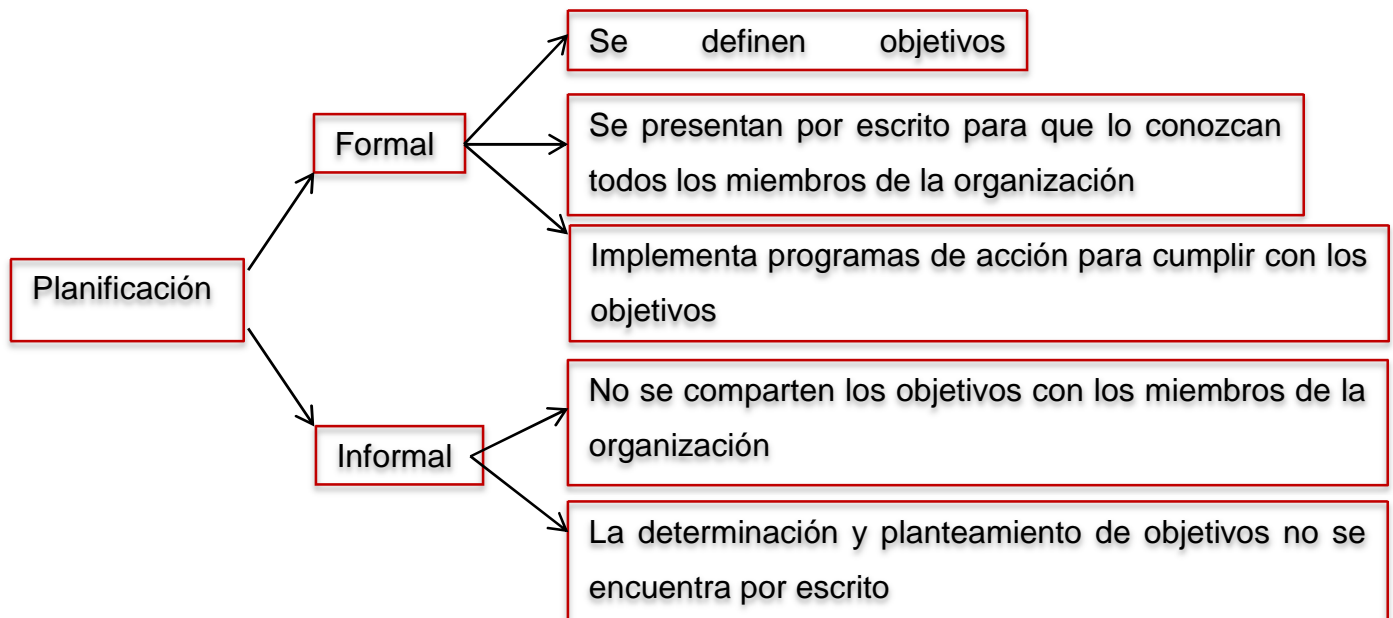 Planificación
Formal
Se definen objetivos
Se presentan por escrito para que lo conozcan
todos los miembros de la organización
Implementa programas de acción para cumplir con los
objetivos
Informal
No se comparten los objetivos con los miembros de la
organización
La determinación y planteamiento de objetivos no se
encuentra por escrito